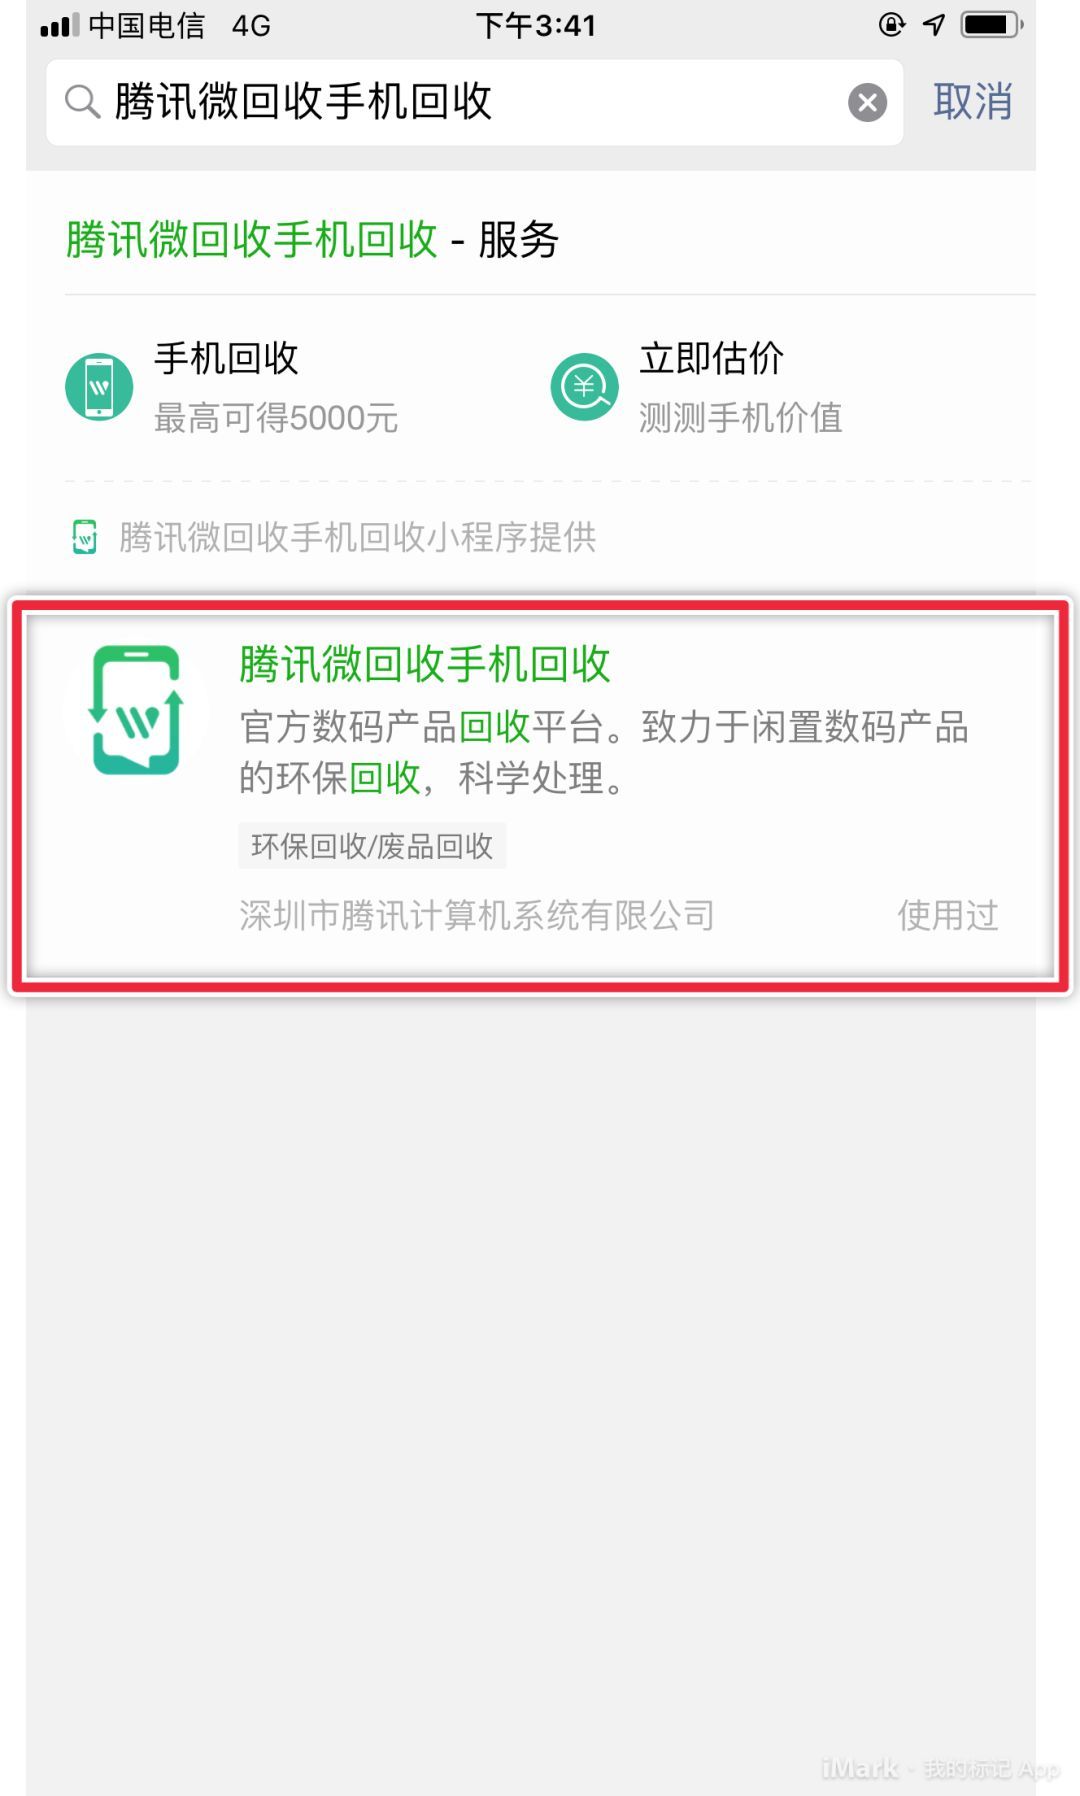 中国电信 4G 下午3:41
腾讯微回收手机回收 取消
腾讯微回收手机回收 - 服务
手机回收 立即估价
最高可得5000元 测测手机价值
腾讯微回收手机回收小程序提供
腾讯微回收手机回收
官方数码产品回收平台。致力于闲置数码产品
的环保回收，科学处理。
环保回收/废品回收
深圳市腾讯计算机系统有限公司 使用过
iMark · 我的标记 App